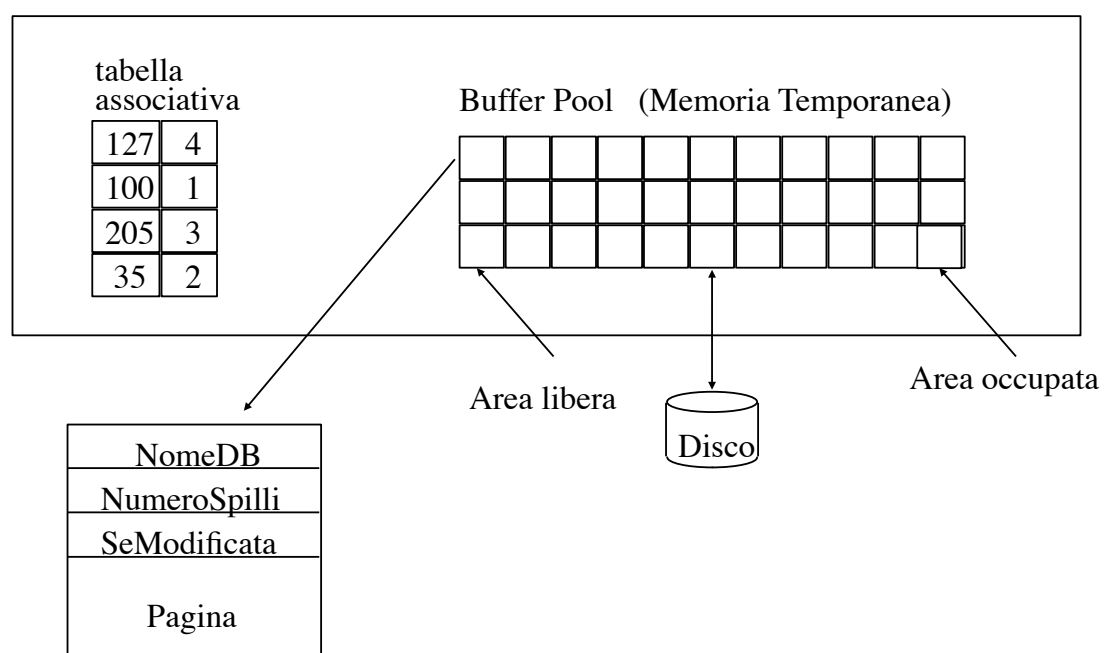 tabella
associativa
Buffer Pool (Memoria Temporanea)
127 4
100 1
205 3
35 2
Area libera
Area occupata
Disco
NomeDB
NumeroSpilli
SeModificata
Pagina